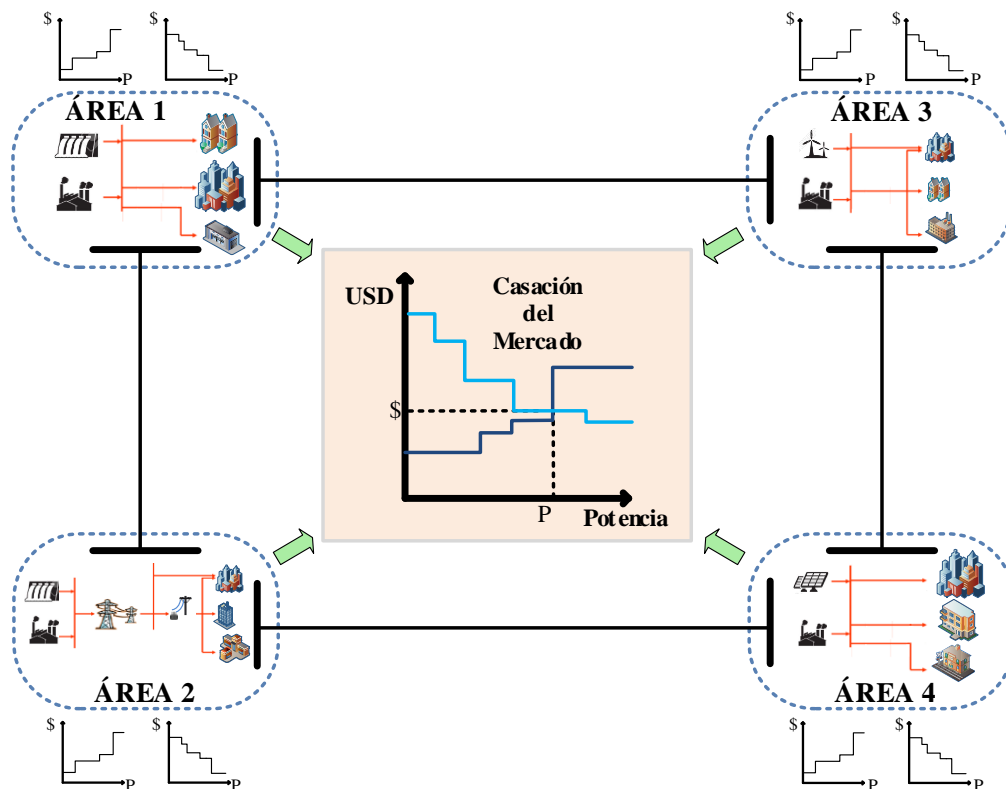 $
P
$
P
$
P
$
P
ÁREA 1
ÁREA 3
USD
Casación
del
Mercado
$
P
Potencia
ÁREA 2
ÁREA 4
$
P
$
P
$
P
$
P